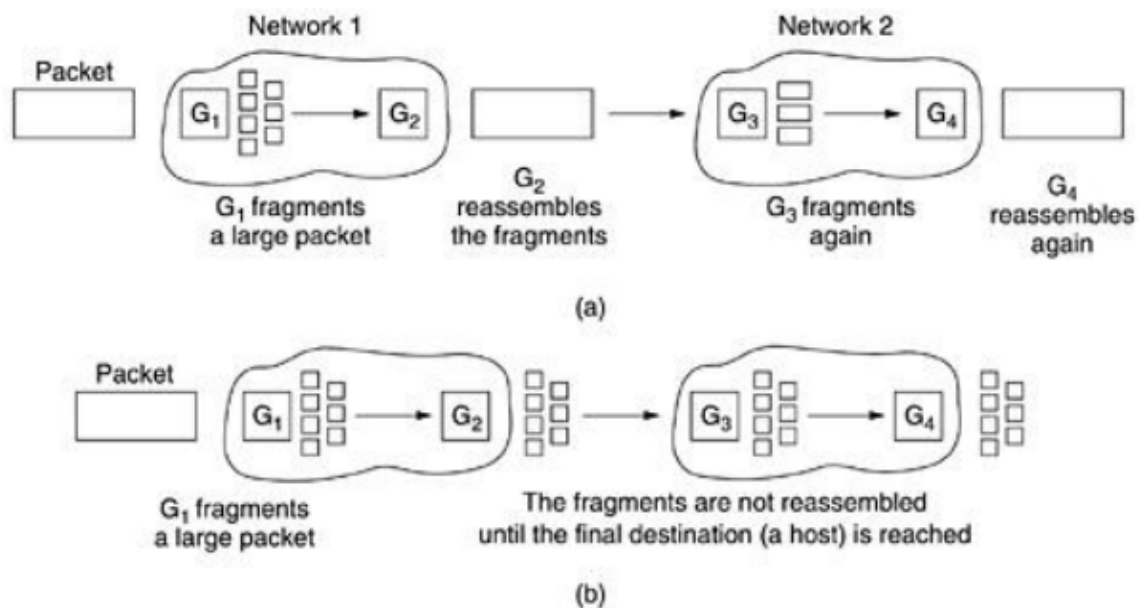 Network 1
Network 2
Packet
G₁
G₂
G₃
G₄
G₁ fragments
a large packet
G₂
reassembles
the fragments
G₃ fragments
again
G₄
reassembles
again
(a)
Packet
G₁
G₂
G₃
G₄
G₁ fragments
a large packet
The fragments are not reassembled
until the final destination (a host) is reached
(b)